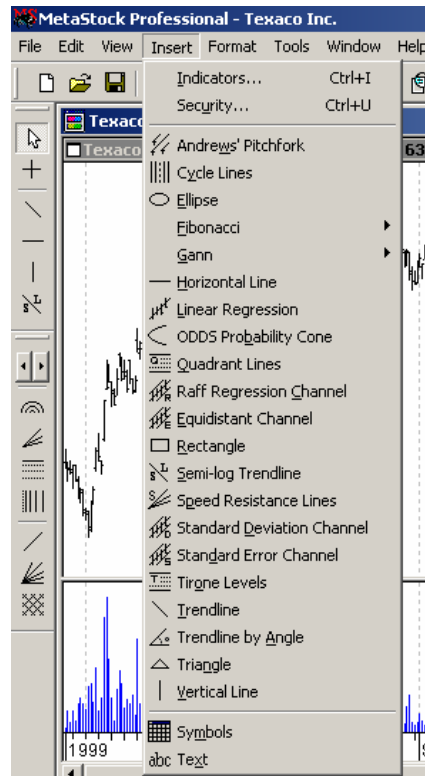 MetaStock Professional - Texaco Inc.
File Edit View Insert Format Tools Window Help
Indicators... Ctrl+I
Security... Ctrl+U
Texaco
Texaco 63
Andrews' Pitchfork
Cycle Lines
Ellipse
Fibonacci
Gann
Horizontal Line
Linear Regression
ODDS Probability Cone
Quadrant Lines
Raff Regression Channel
Equidistant Channel
Rectangle
Semi-log Trendline
Speed Resistance Lines
Standard Deviation Channel
Standard Error Channel
Tirone Levels
Trendline
Trendline by Angle
Triangle
Vertical Line
Symbols
abc Text
1999